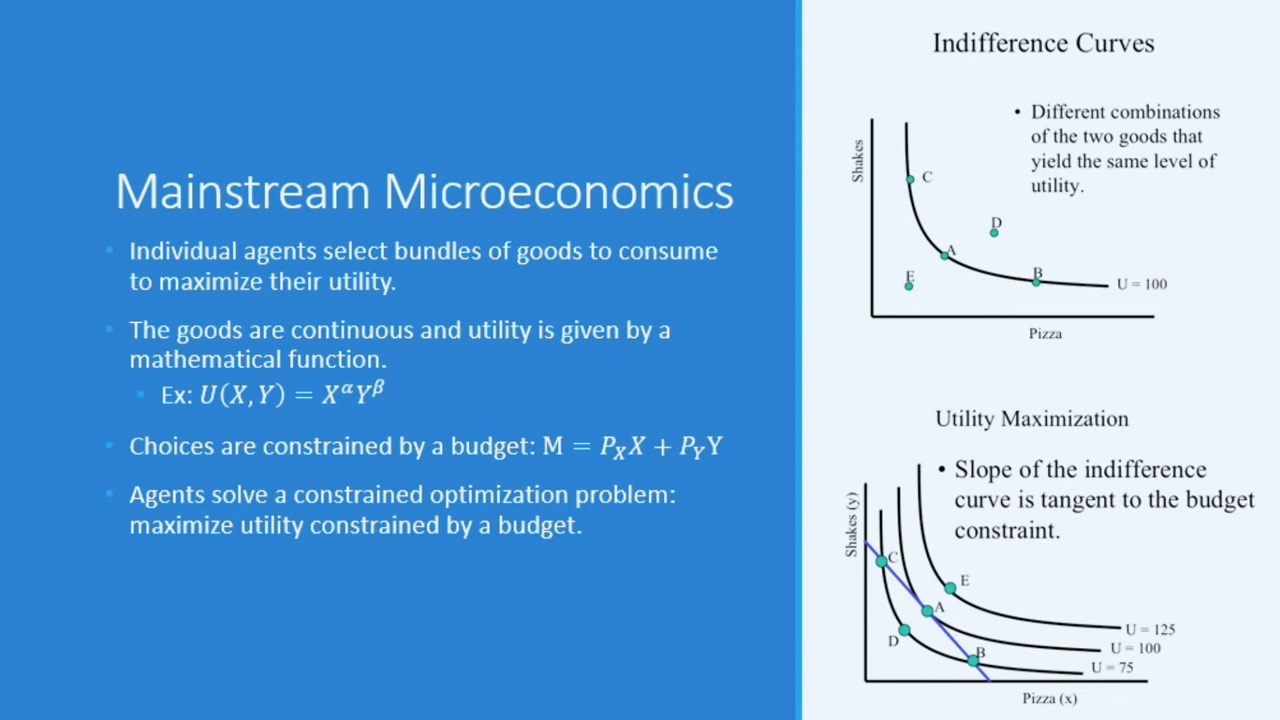 Mainstream Microeconomics
• Individual agents select bundles of goods to consume
to maximize their utility.
• The goods are continuous and utility is given by a
mathematical function.
• Ex: U(X, Y) = X^α Y^β
• Choices are constrained by a budget: M = P_X X + P_Y Y
• Agents solve a constrained optimization problem:
maximize utility constrained by a budget.
Indifference Curves
• Different combinations
of the two goods that
yield the same level of
utility.
Shakes
C
D
A
E
B
U = 100
Pizza
Utility Maximization
• Slope of the indifference
curve is tangent to the budget
constraint.
Shakes (y)
C
E
A
D
B
U = 125
U = 100
U = 75
Pizza (x)